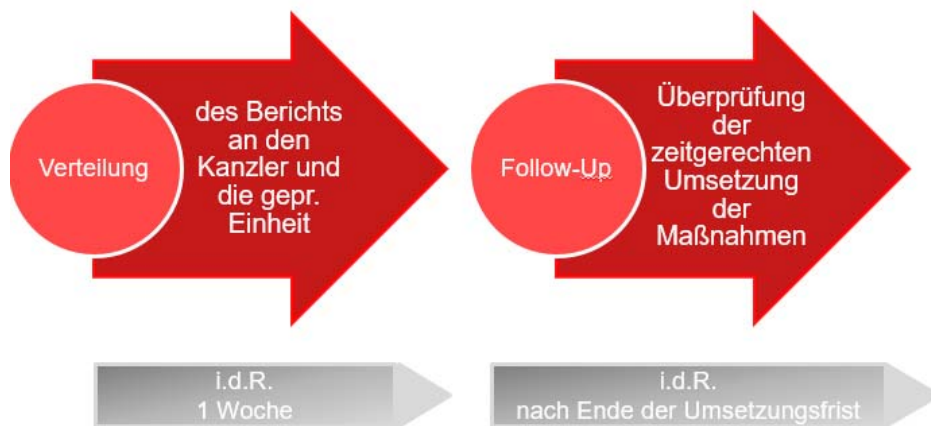 Verteilung
des Berichts
an den
Kanzler und
die gepr.
Einheit
Follow-Up
Überprüfung
der
zeitgerechten
Umsetzung
der
Maßnahmen
i.d.R.
1 Woche
i.d.R.
nach Ende der Umsetzungsfrist